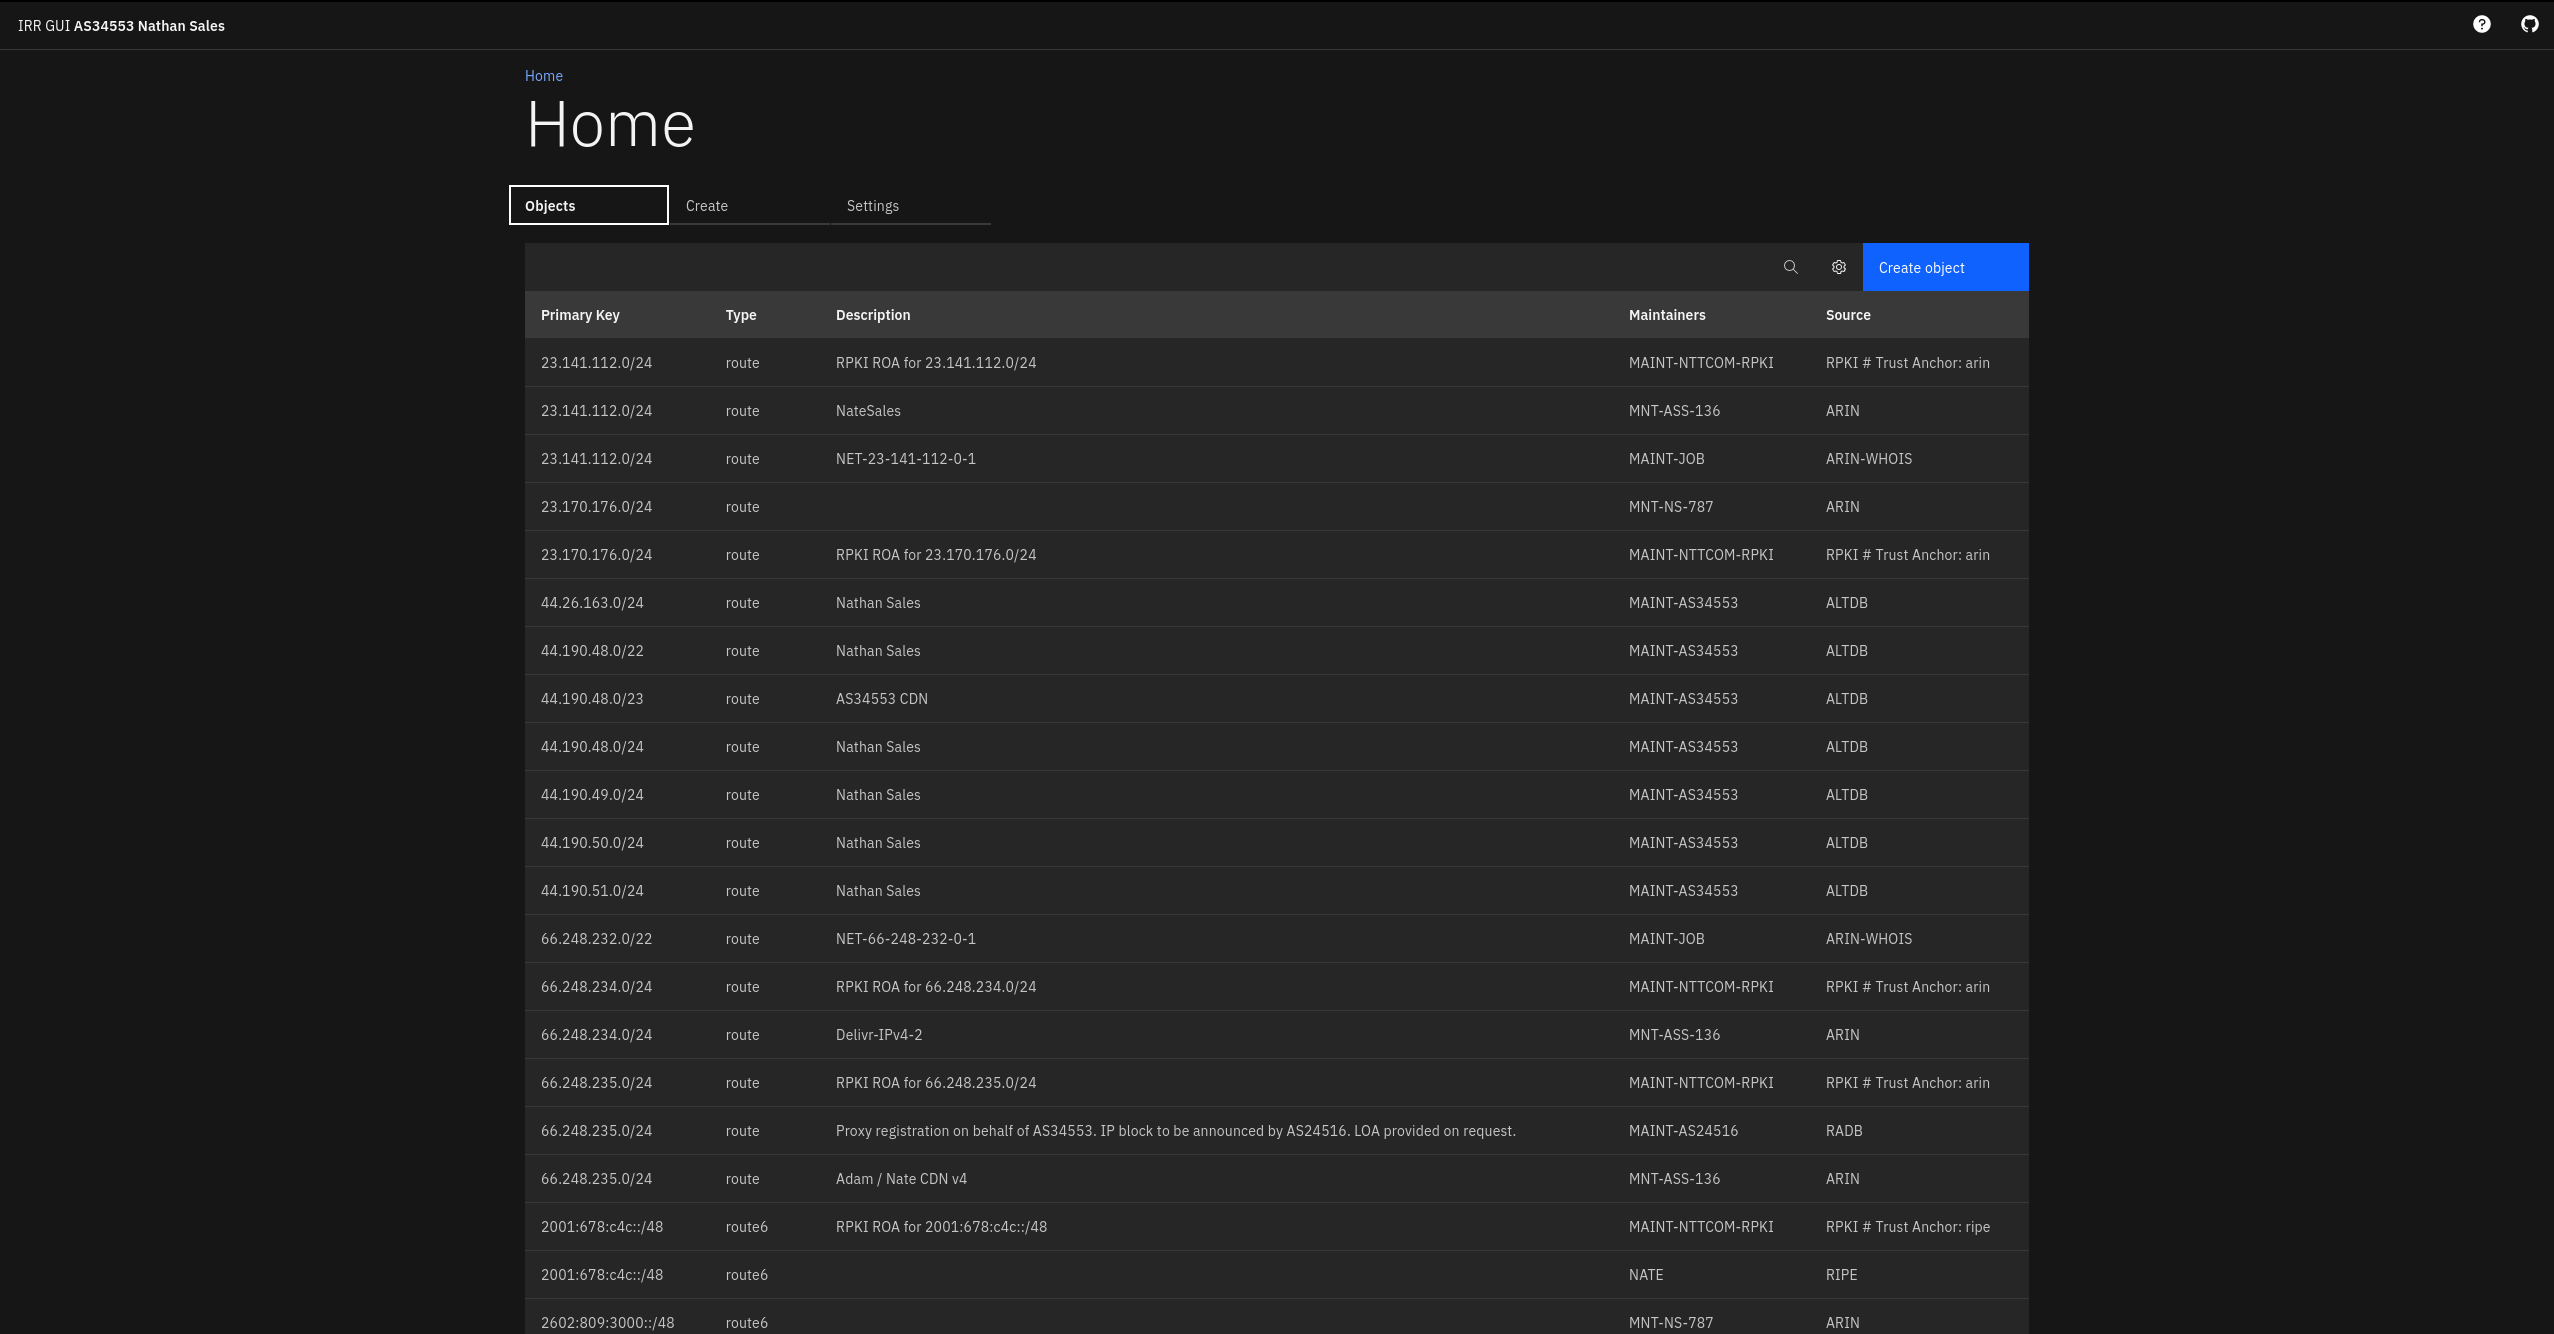 IRR GUI AS34553 Nathan Sales
Home
Home
Objects Create Settings
Create object
Primary Key Type Description Maintainers Source
23.141.112.0/24 route RPKI ROA for 23.141.112.0/24 MAINT-NTTCOM-RPKI RPKI # Trust Anchor: arin
23.141.112.0/24 route NateSales MNT-ASS-136 ARIN
23.141.112.0/24 route NET-23-141-112-0-1 MAINT-JOB ARIN-WHOIS
23.170.176.0/24 route MNT-NS-787 ARIN
23.170.176.0/24 route RPKI ROA for 23.170.176.0/24 MAINT-NTTCOM-RPKI RPKI # Trust Anchor: arin
44.26.163.0/24 route Nathan Sales MAINT-AS34553 ALTDB
44.190.48.0/22 route Nathan Sales MAINT-AS34553 ALTDB
44.190.48.0/23 route AS34553 CDN MAINT-AS34553 ALTDB
44.190.48.0/24 route Nathan Sales MAINT-AS34553 ALTDB
44.190.49.0/24 route Nathan Sales MAINT-AS34553 ALTDB
44.190.50.0/24 route Nathan Sales MAINT-AS34553 ALTDB
44.190.51.0/24 route Nathan Sales MAINT-AS34553 ALTDB
66.248.232.0/22 route NET-66-248-232-0-1 MAINT-JOB ARIN-WHOIS
66.248.234.0/24 route RPKI ROA for 66.248.234.0/24 MAINT-NTTCOM-RPKI RPKI # Trust Anchor: arin
66.248.234.0/24 route Delivr-IPv4-2 MNT-ASS-136 ARIN
66.248.235.0/24 route RPKI ROA for 66.248.235.0/24 MAINT-NTTCOM-RPKI RPKI # Trust Anchor: arin
66.248.235.0/24 route Proxy registration on behalf of AS34553. IP block to be announced by AS24516. LOA provided on request. MAINT-AS24516 RADB
66.248.235.0/24 route Adam / Nate CDN v4 MNT-ASS-136 ARIN
2001:678:c4c::/48 route6 RPKI ROA for 2001:678:c4c::/48 MAINT-NTTCOM-RPKI RPKI # Trust Anchor: ripe
2001:678:c4c::/48 route6 NATE RIPE
2602:809:3000::/48 route6 MNT-NS-787 ARIN